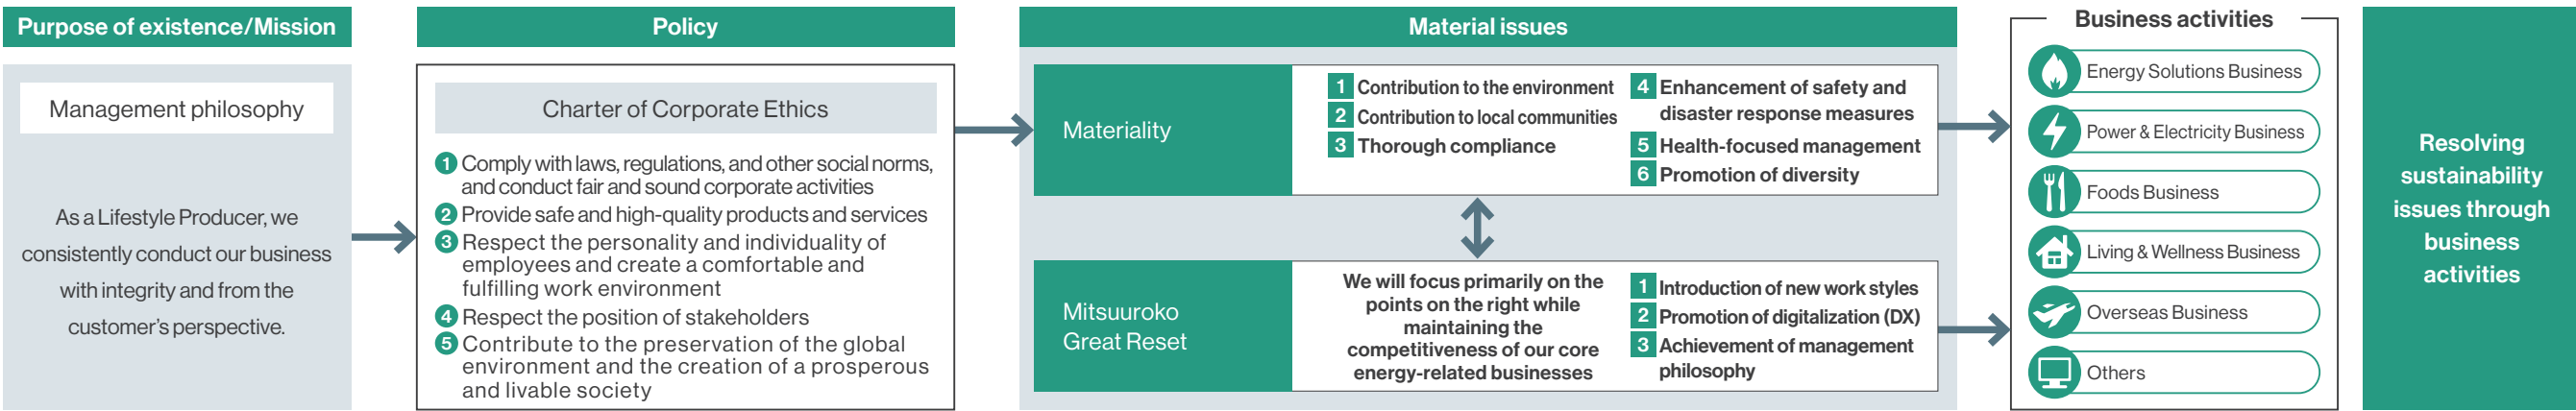 Purpose of existence/Mission
Management philosophy
As a Lifestyle Producer, we
consistently conduct our business
with integrity and from the
customer's perspective.
Policy
Charter of Corporate Ethics
1 Comply with laws, regulations, and other social norms,
and conduct fair and sound corporate activities
2 Provide safe and high-quality products and services
3 Respect the personality and individuality of
employees and create a comfortable and
fulfilling work environment
4 Respect the position of stakeholders
5 Contribute to the preservation of the global
environment and the creation of a prosperous
and livable society
Material issues
Materiality
1 Contribution to the environment
2 Contribution to local communities
3 Thorough compliance
4 Enhancement of safety and
disaster response measures
5 Health-focused management
6 Promotion of diversity
Mitsuuroko
Great Reset
We will focus primarily on the
points on the right while
maintaining the
competitiveness of our core
energy-related businesses
1 Introduction of new work styles
2 Promotion of digitalization (DX)
3 Achievement of management
philosophy
Business activities
Energy Solutions Business
Power & Electricity Business
Foods Business
Living & Wellness Business
Overseas Business
Others
Resolving
sustainability
issues through
business
activities